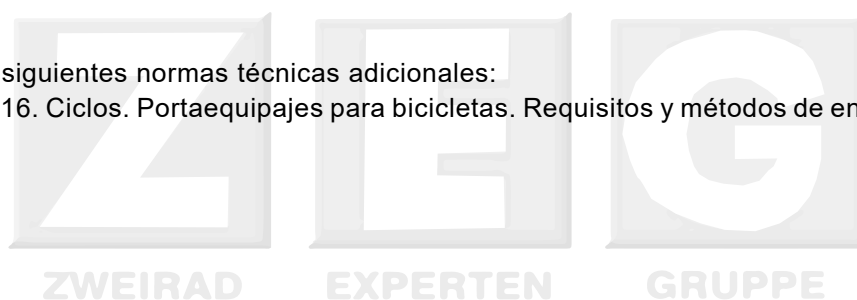 siguientes normas técnicas adicionales:
16. Ciclos. Portaequipajes para bicicletas. Requisitos y métodos de en
Z E G
ZWEIRAD EXPERTEN GRUPPE